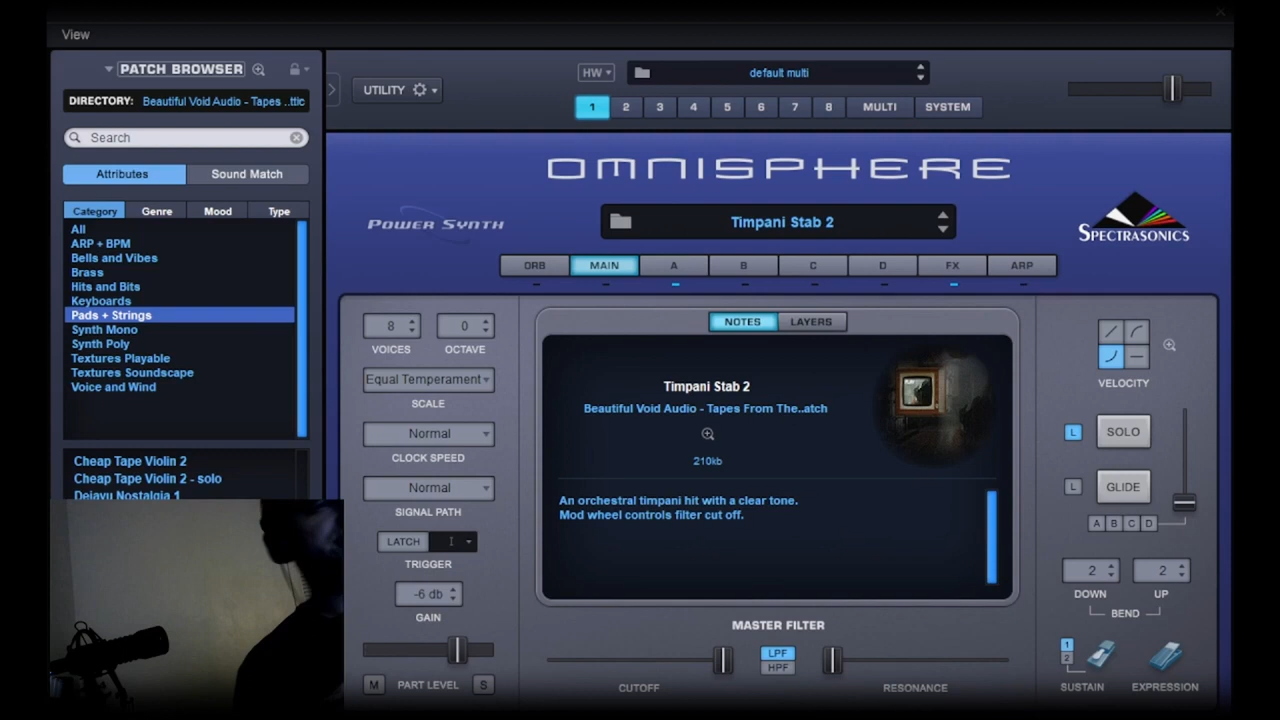 View
PATCH BROWSER
DIRECTORY: Beautiful Void Audio - Tapes ..ttic
Search
Attributes Sound Match
Category Genre Mood Type
All
ARP + BPM
Bells and Vibes
Brass
Hits and Bits
Keyboards
Pads + Strings
Synth Mono
Synth Poly
Textures Playable
Textures Soundscape
Voice and Wind
Cheap Tape Violin 2
Cheap Tape Violin 2 - solo
Dejavu Nostalgia 1
UTILITY
HW
default multi
1 2 3 4 5 6 7 8 MULTI SYSTEM
OMNISPHERE
POWER SYNTH
Timpani Stab 2
SPECTRASONICS
ORB MAIN A B C D FX ARP
8 0
VOICES OCTAVE
Equal Temperament
SCALE
Normal
CLOCK SPEED
Normal
SIGNAL PATH
LATCH
TRIGGER
-6 db
GAIN
M PART LEVEL S
NOTES LAYERS
Timpani Stab 2
Beautiful Void Audio - Tapes From The..atch
210kb
An orchestral timpani hit with a clear tone.
Mod wheel controls filter cut off.
MASTER FILTER
LPF
HPF
CUTOFF RESONANCE
VELOCITY
L SOLO
L GLIDE
A B C D
2 2
DOWN UP
BEND
1
2
SUSTAIN EXPRESSION